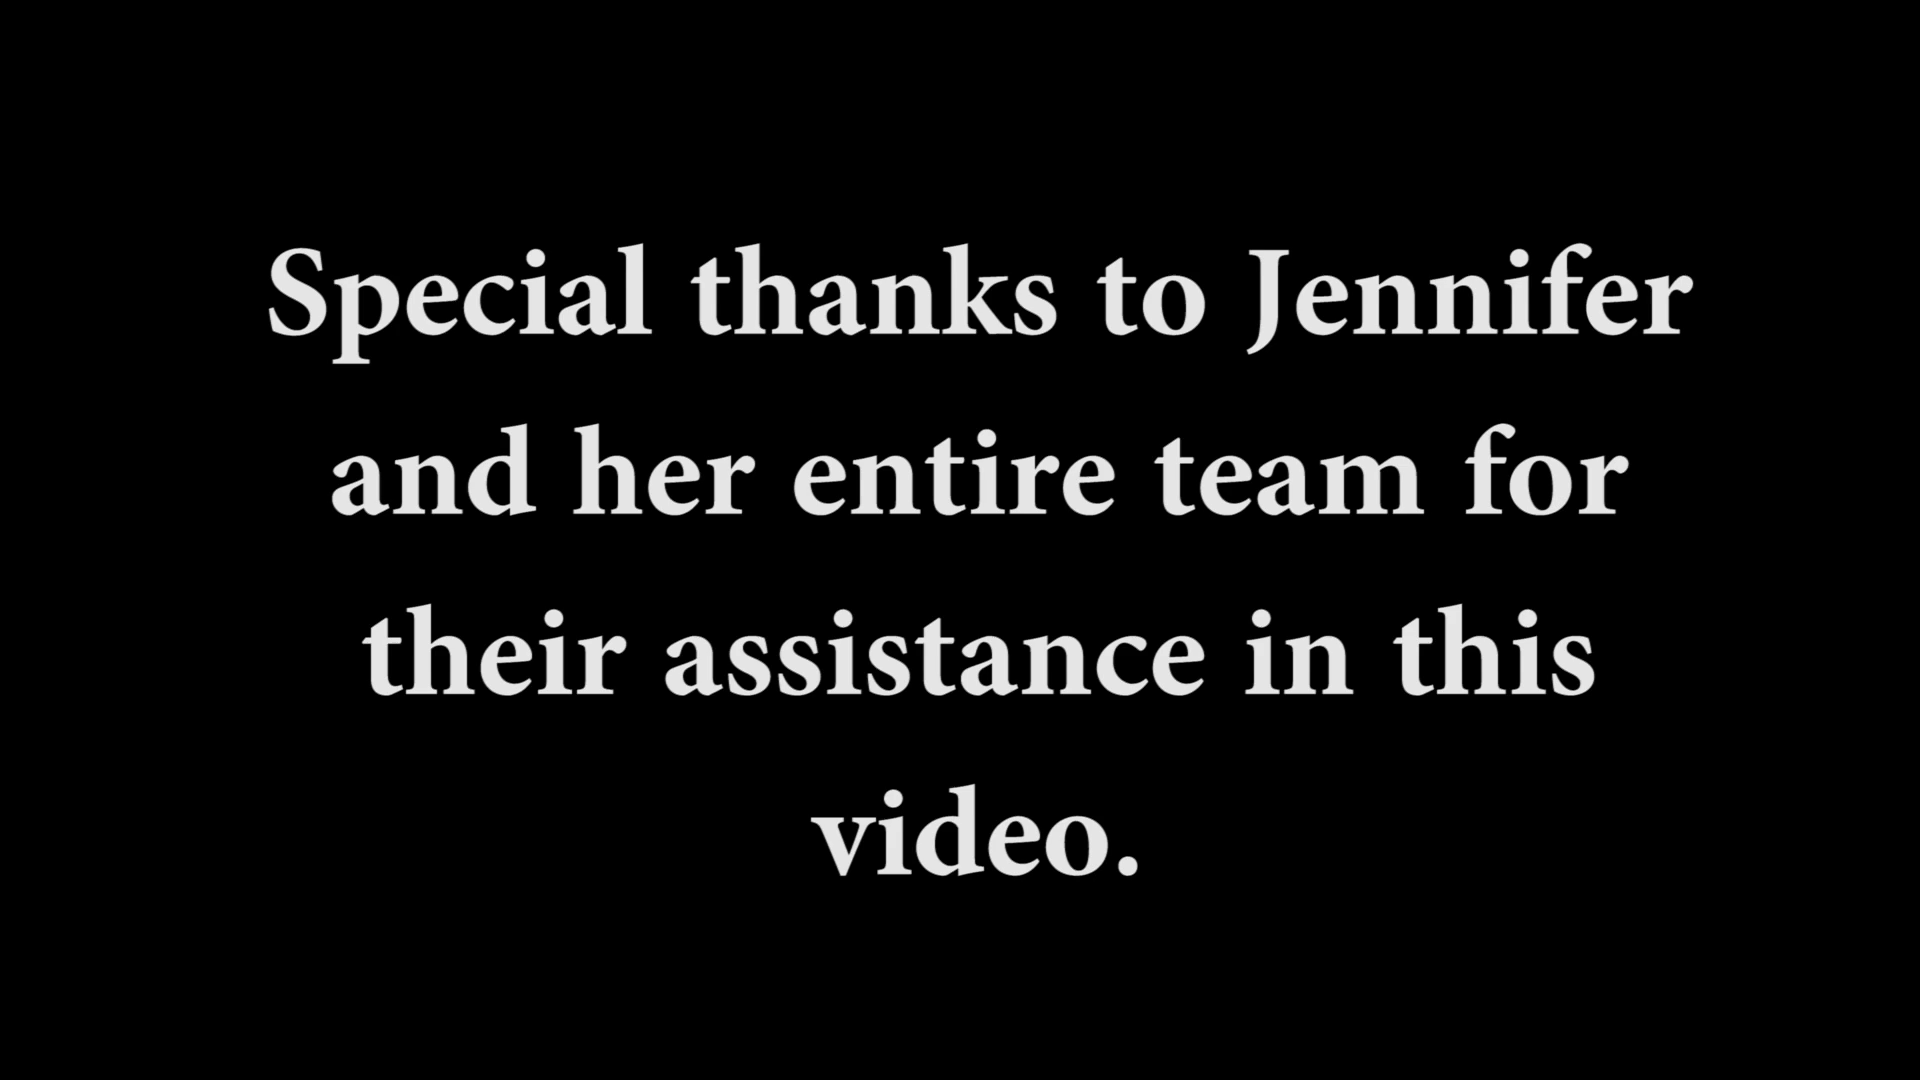 Special thanks to Jennifer
and her entire team for
their assistance in this
video.